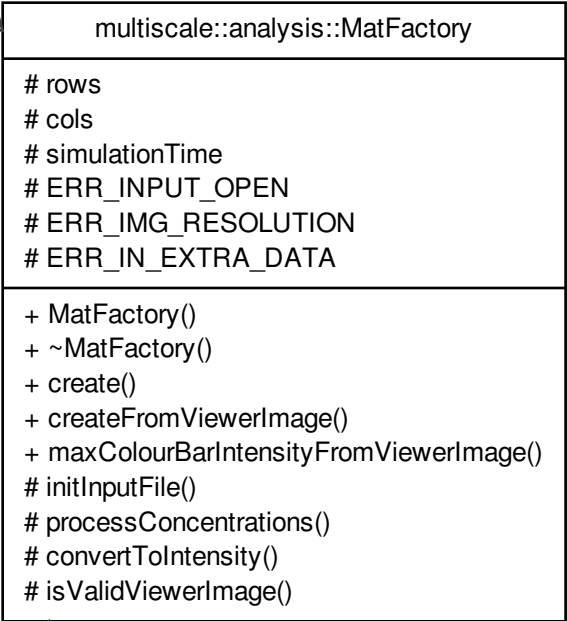 multiscale::analysis::MatFactory
# rows
# cols
# simulationTime
# ERR_INPUT_OPEN
# ERR_IMG_RESOLUTION
# ERR_IN_EXTRA_DATA
+ MatFactory()
+ ~MatFactory()
+ create()
+ createFromViewerImage()
+ maxColourBarIntensityFromViewerImage()
# initInputFile()
# processConcentrations()
# convertToIntensity()
# isValidViewerImage()